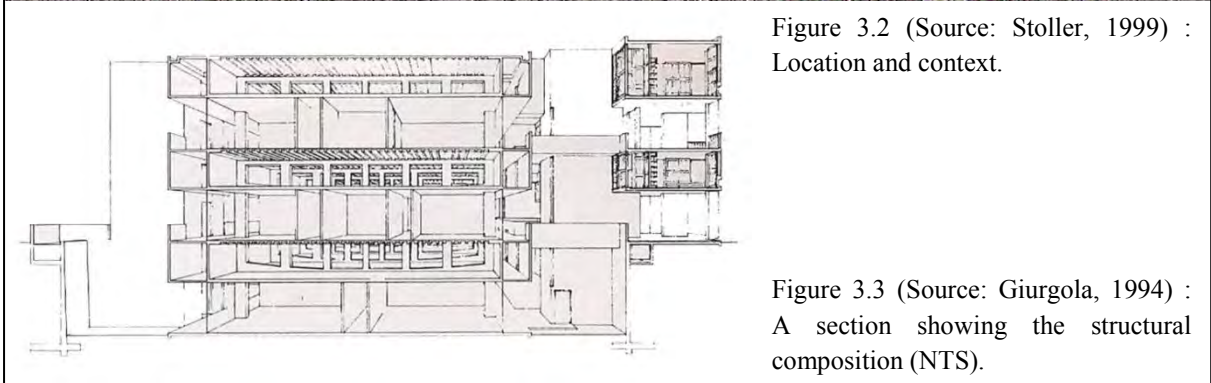 Figure 3.2 (Source: Stoller, 1999) :
Location and context.
Figure 3.3 (Source: Giurgola, 1994) :
A section showing the structural
composition (NTS).